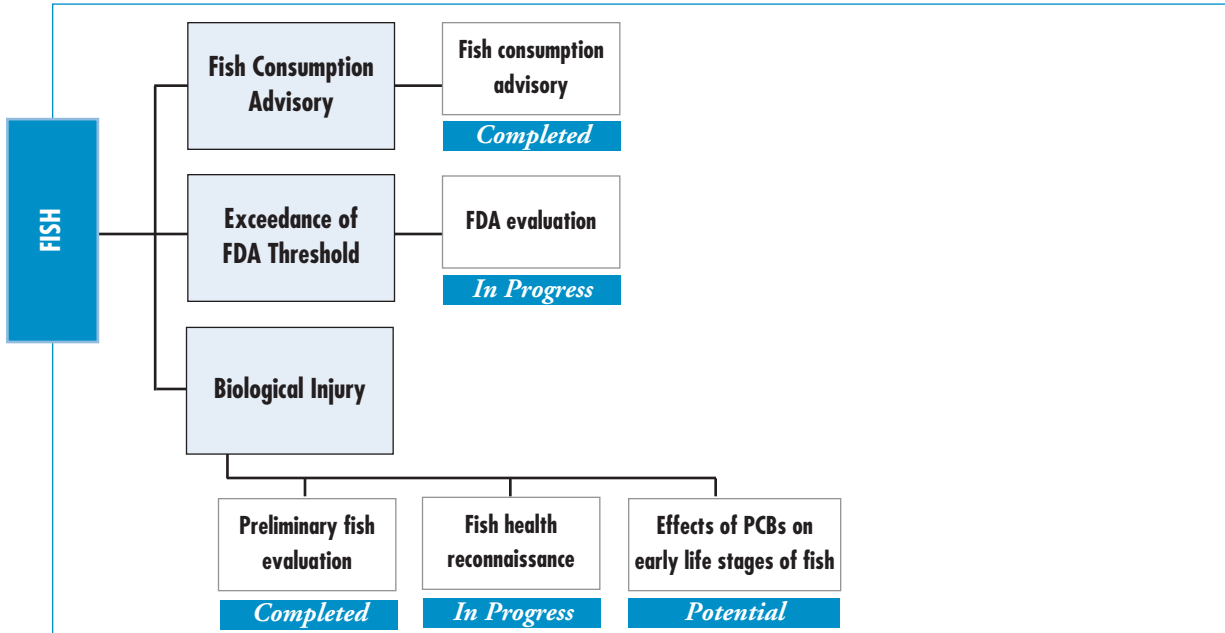 FISH
Fish Consumption
Advisory
Fish consumption
advisory
Completed
Exceedance of
FDA Threshold
FDA evaluation
In Progress
Biological Injury
Preliminary fish
evaluation
Completed
Fish health
reconnaissance
In Progress
Effects of PCBs on
early life stages of fish
Potential